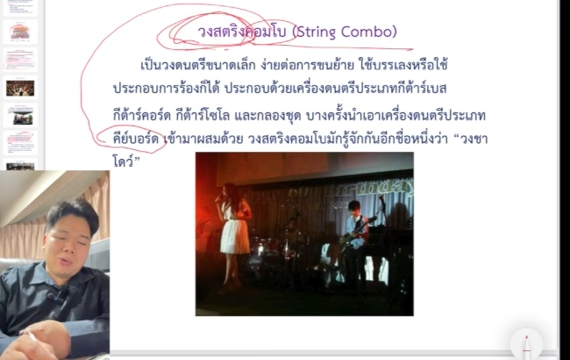 วงสตริงคอมโบ (String Combo)
เป็นวงดนตรีขนาดเล็ก ง่ายต่อการขนย้าย ใช้บรรเลงหรือใช้
ประกอบการร้องก็ได้ ประกอบด้วยเครื่องดนตรีประเภทกีต้าร์เบส
กีต้าร์คอร์ด กีต้าร์โซโล และกลองชุด บางครั้งนำเอาเครื่องดนตรีประเภท
คีย์บอร์ด เข้ามาผสมด้วย วงสตริงคอมโบมักรู้จักกันอีกชื่อหนึ่งว่า “วงชา
โดว์”